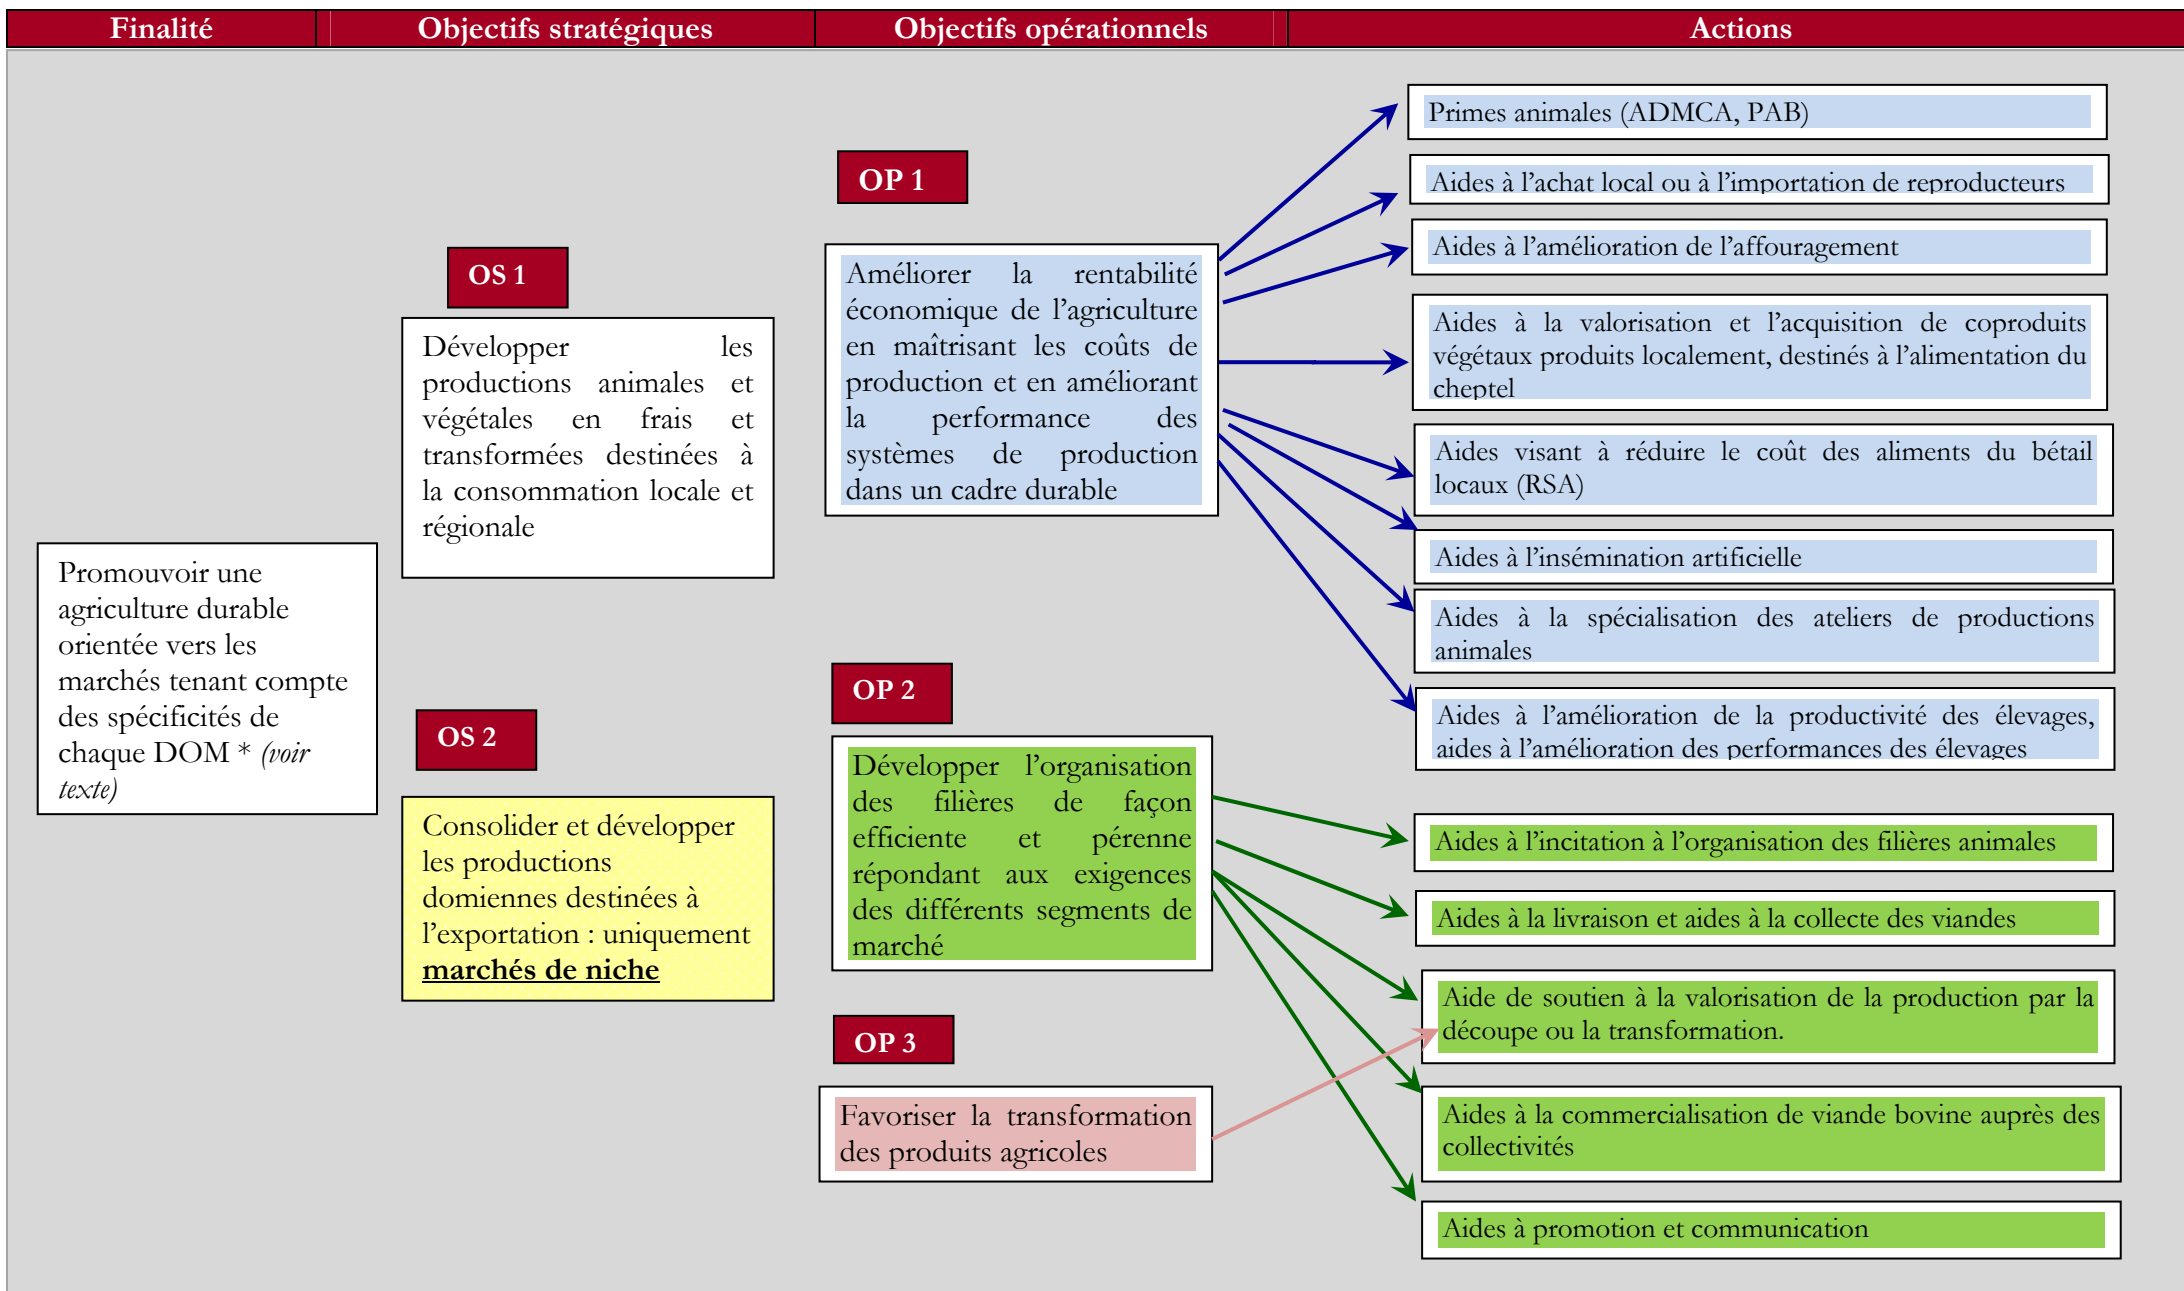 Finalité
Objectifs stratégiques
Objectifs opérationnels
Actions
Promouvoir une
agriculture durable
orientée vers les
marchés tenant compte
des spécificités de
chaque DOM * (voir
texte)
OS 1
Développer les
productions animales et
végétales en frais et
transformées destinées à
la consommation locale et
régionale
OS 2
Consolider et développer
les productions
domiennes destinées à
l’exportation : uniquement
marchés de niche
OP 1
Améliorer la rentabilité
économique de l’agriculture
en maîtrisant les coûts de
production et en améliorant
la performance des
systèmes de production
dans un cadre durable
OP 2
Développer l’organisation
des filières de façon
efficiente et pérenne
répondant aux exigences
des différents segments de
marché
OP 3
Favoriser la transformation
des produits agricoles
Primes animales (ADMCA, PAB)
Aides à l’achat local ou à l’importation de reproducteurs
Aides à l’amélioration de l’affouragement
Aides à la valorisation et l’acquisition de coproduits
végétaux produits localement, destinés à l’alimentation du
cheptel
Aides visant à réduire le coût des aliments du bétail
locaux (RSA)
Aides à l’insémination artificielle
Aides à la spécialisation des ateliers de productions
animales
Aides à l’amélioration de la productivité des élevages,
aides à l’amélioration des performances des élevages
Aides à l’incitation à l’organisation des filières animales
Aides à la livraison et aides à la collecte des viandes
Aide de soutien à la valorisation de la production par la
découpe ou la transformation.
Aides à la commercialisation de viande bovine auprès des
collectivités
Aides à promotion et communication